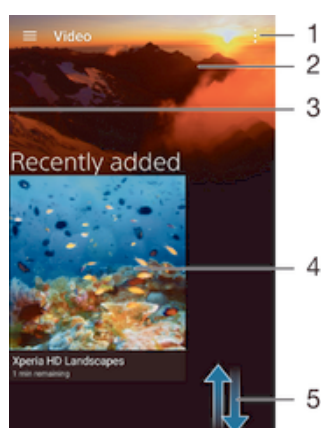 Video
1
2
3
Recently added
4
Xperia HD Landscapes
1 min remaining
5